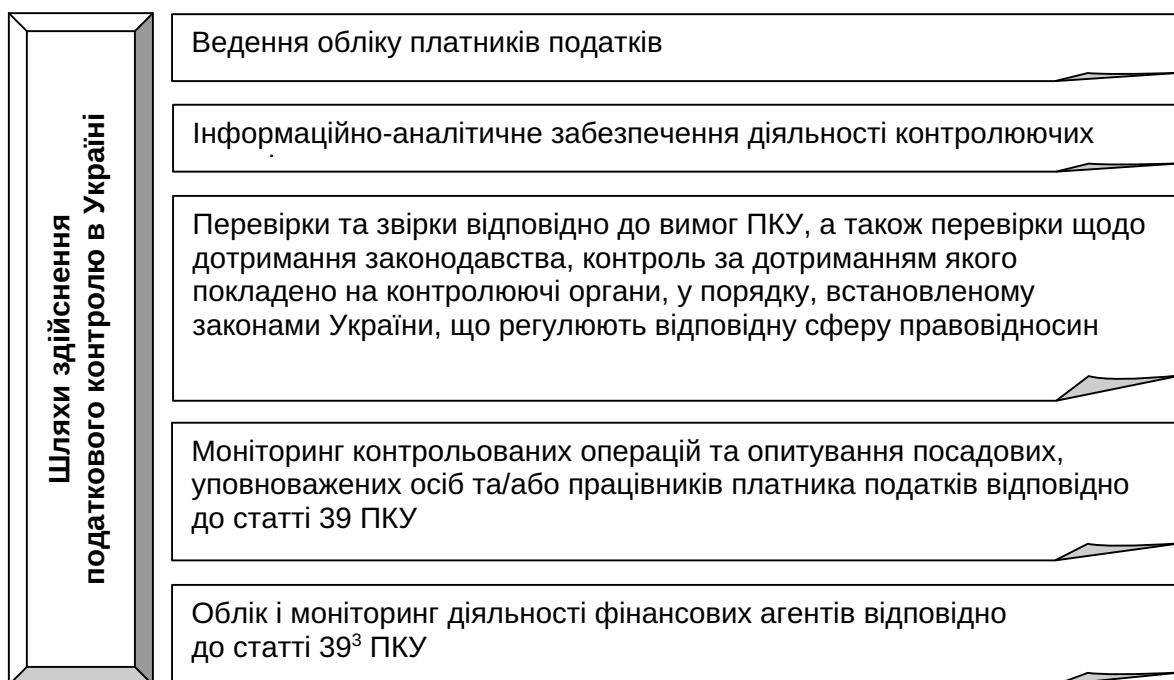 Шляхи здійснення
податкового контролю в Україні
Ведення обліку платників податків
Інформаційно-аналітичне забезпечення діяльності контролюючих
Перевірки та звірки відповідно до вимог ПКУ, а також перевірки щодо
дотримання законодавства, контроль за дотриманням якого
покладено на контролюючі органи, у порядку, встановленому
законами України, що регулюють відповідну сферу правовідносин
Моніторинг контрольованих операцій та опитування посадових,
уповноважених осіб та/або працівників платника податків відповідно
до статті 39 ПКУ
Облік і моніторинг діяльності фінансових агентів відповідно
до статті 39³ ПКУ